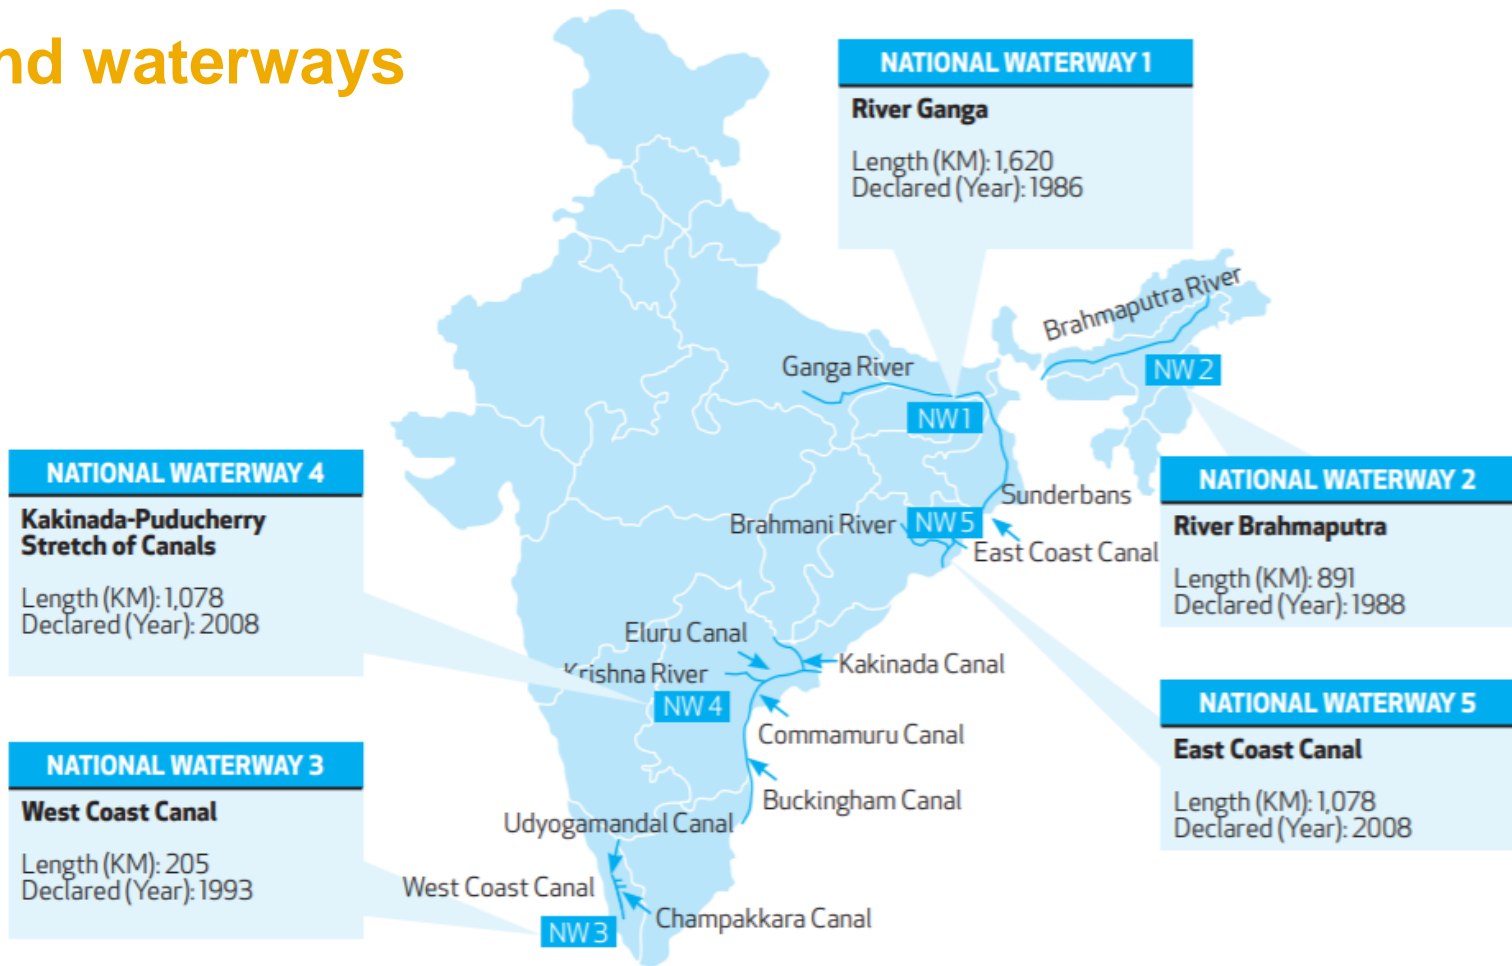 nd waterways
NATIONAL WATERWAY 1
River Ganga
Length (KM): 1,620
Declared (Year): 1986
Brahmaputra River
Ganga River
NW 2
NW 1
NATIONAL WATERWAY 4
Kakinada-Puducherry
Stretch of Canals
Length (KM): 1,078
Declared (Year): 2008
NATIONAL WATERWAY 2
River Brahmaputra
Length (KM): 891
Declared (Year): 1988
Sunderbans
Brahmani River
NW 5
East Coast Canal
Eluru Canal
Krishna River
Kakinada Canal
NW 4
Commamuru Canal
Buckingham Canal
NATIONAL WATERWAY 5
East Coast Canal
Length (KM): 1,078
Declared (Year): 2008
NATIONAL WATERWAY 3
West Coast Canal
Length (KM): 205
Declared (Year): 1993
Udyogamandal Canal
West Coast Canal
Champakkara Canal
NW 3